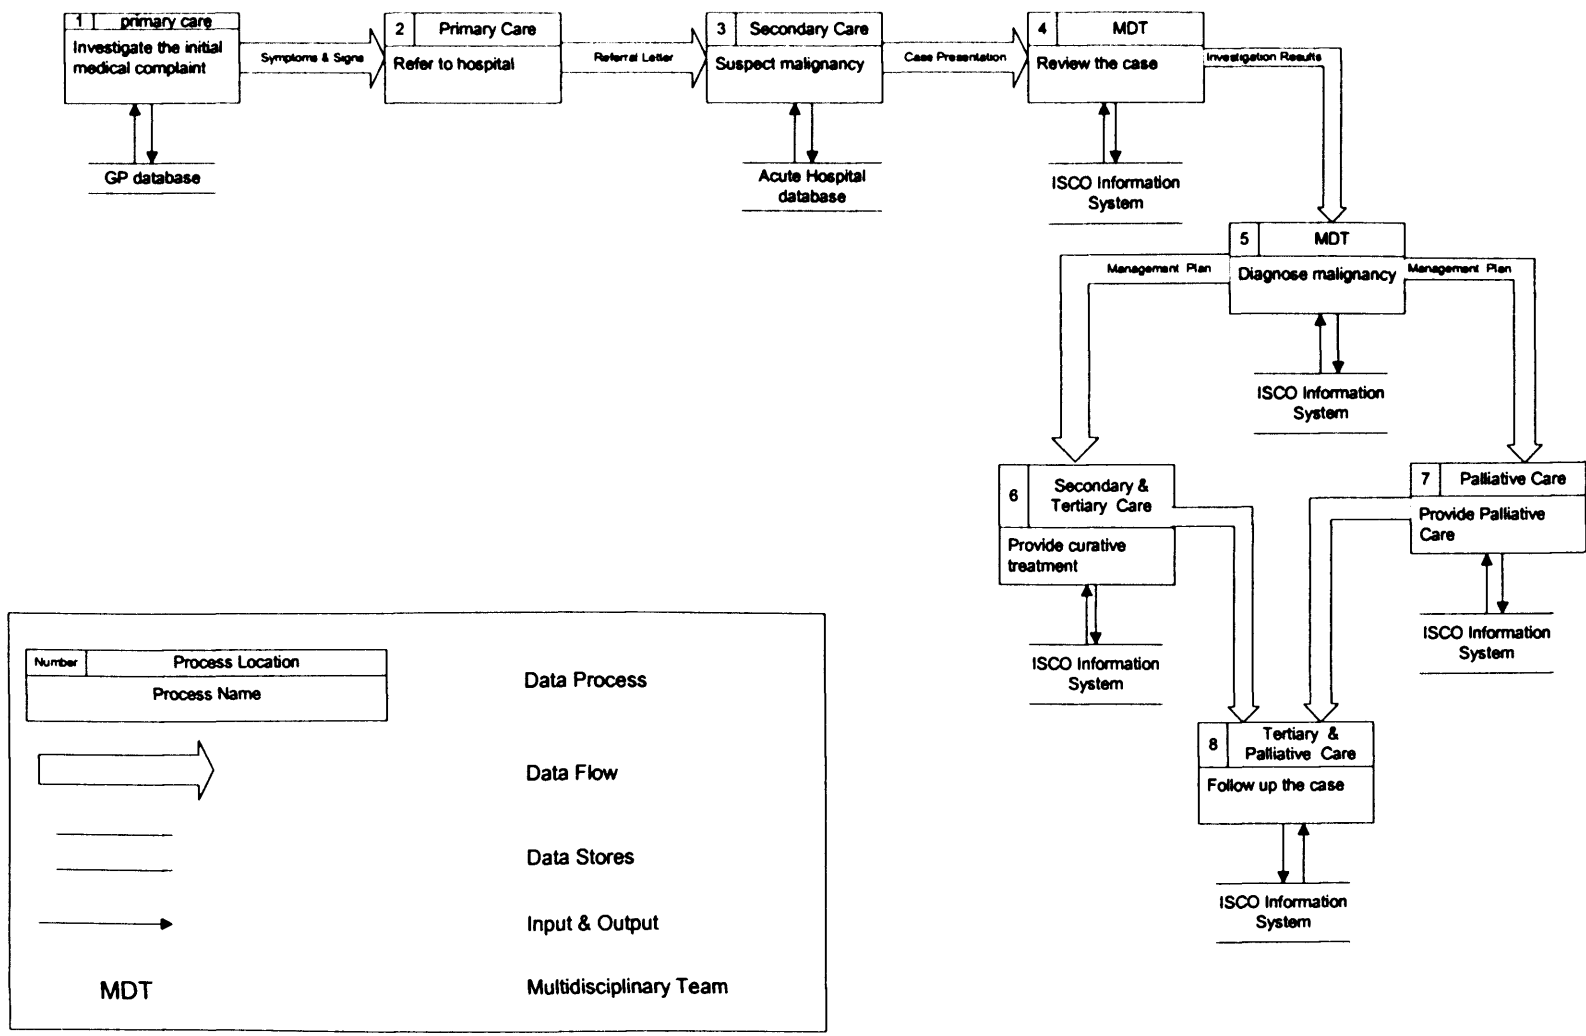 1 primary care
Investigate the initial
medical complaint
Symptoms & Signs
2 Primary Care
Refer to hospital
Referral Letter
3 Secondary Care
Suspect malignancy
Case Presentation
4 MDT
Review the case
Investigation Results
GP database
Acute Hospital
database
ISCO Information
System
5 MDT
Diagnose malignancy
Management Plan
Management Plan
ISCO Information
System
6 Secondary &
Tertiary Care
Provide curative
treatment
7 Palliative Care
Provide Palliative
Care
ISCO Information
System
ISCO Information
System
8 Tertiary &
Palliative Care
Follow up the case
ISCO Information
System
Number Process Location
Process Name
Data Process
Data Flow
Data Stores
Input & Output
MDT
Multidisciplinary Team